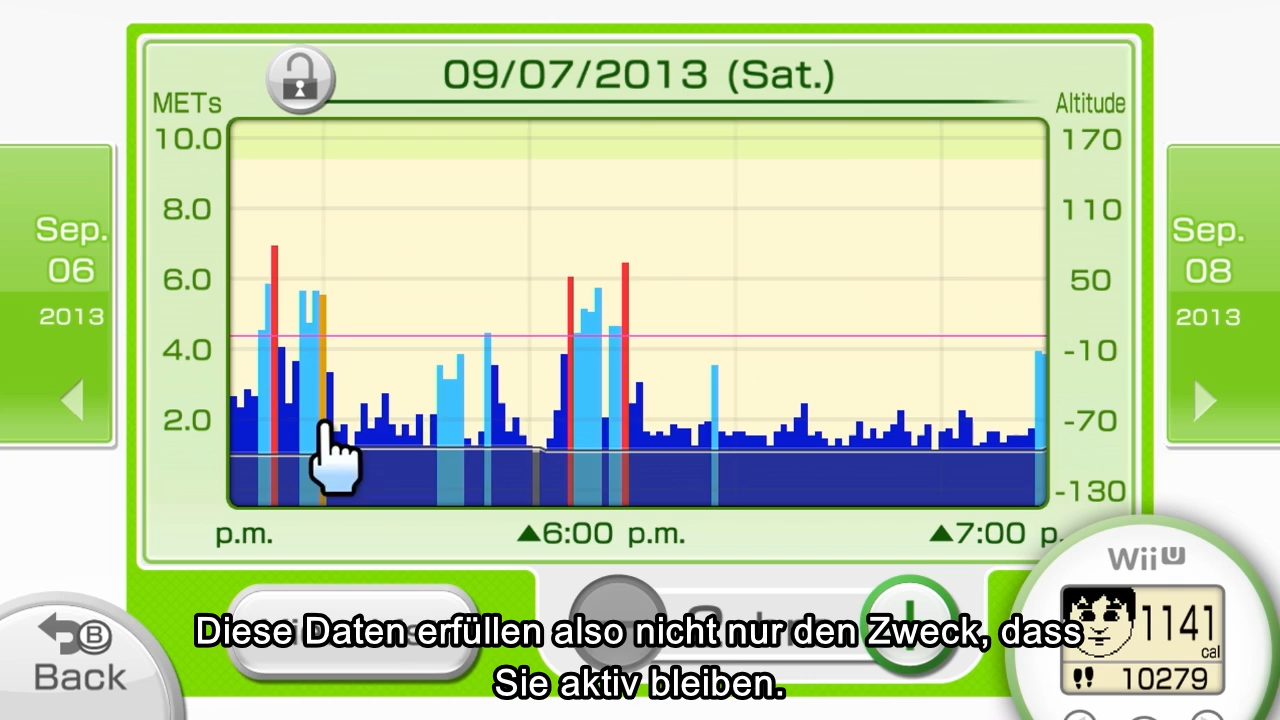 09/07/2013 (Sat.)
METs
Altitude
10.0
170
8.0
110
6.0
50
4.0
-10
2.0
-70
-130
p.m.
▲6:00 p.m.
▲7:00 p.
Sep.
06
2013
Sep.
08
2013
B
Back
Wii U
1141
cal
10279
Diese Daten erfüllen also nicht nur den Zweck, dass
Sie aktiv bleiben.